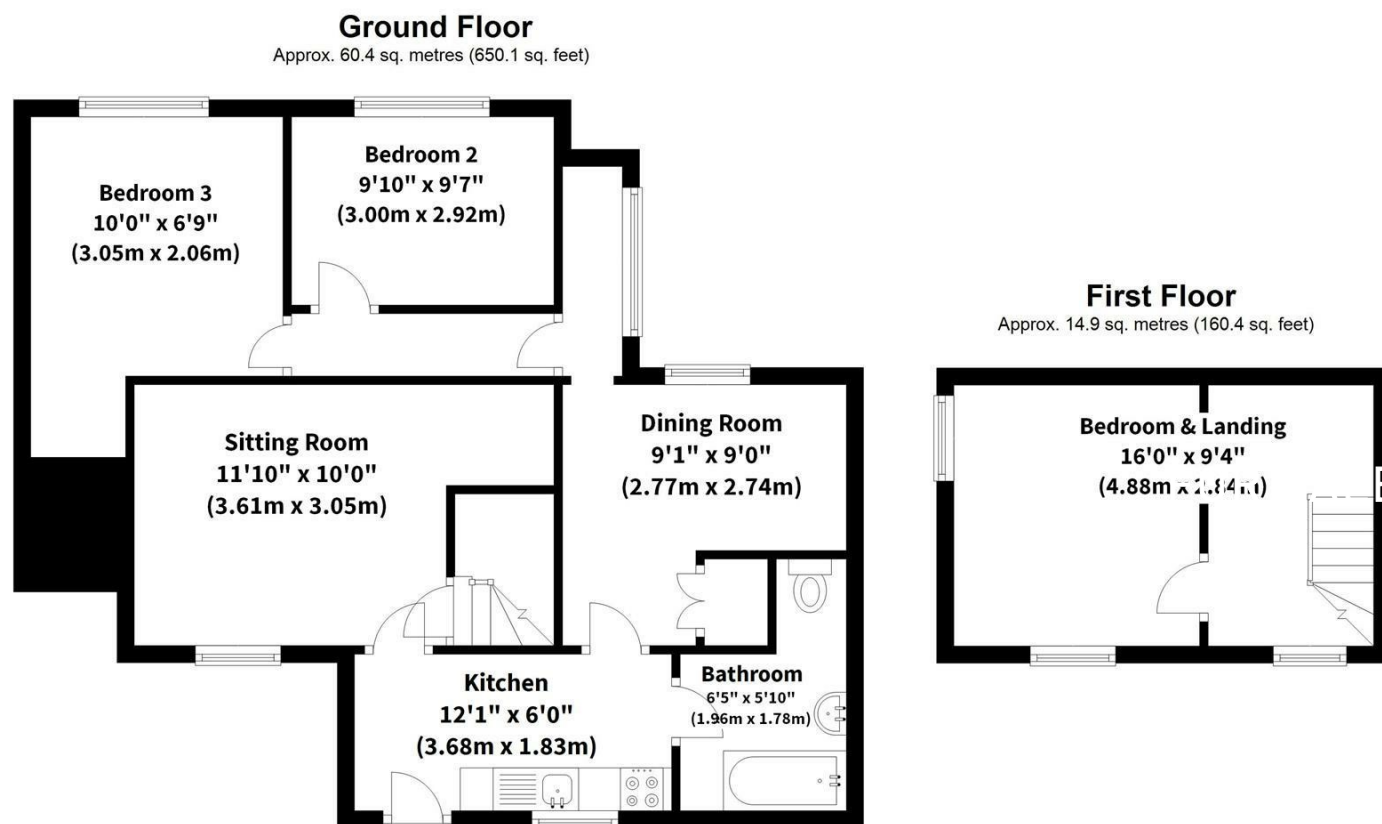 Ground Floor
Approx. 60.4 sq. metres (650.1 sq. feet)
Bedroom 3
10'0" x 6'9"
(3.05m x 2.06m)
Bedroom 2
9'10" x 9'7"
(3.00m x 2.92m)
Sitting Room
11'10" x 10'0"
(3.61m x 3.05m)
Dining Room
9'1" x 9'0"
(2.77m x 2.74m)
Kitchen
12'1" x 6'0"
(3.68m x 1.83m)
Bathroom
6'5" x 5'10"
(1.96m x 1.78m)
First Floor
Approx. 14.9 sq. metres (160.4 sq. feet)
Bedroom & Landing
16'0" x 9'4"
(4.88m x 2.84m)